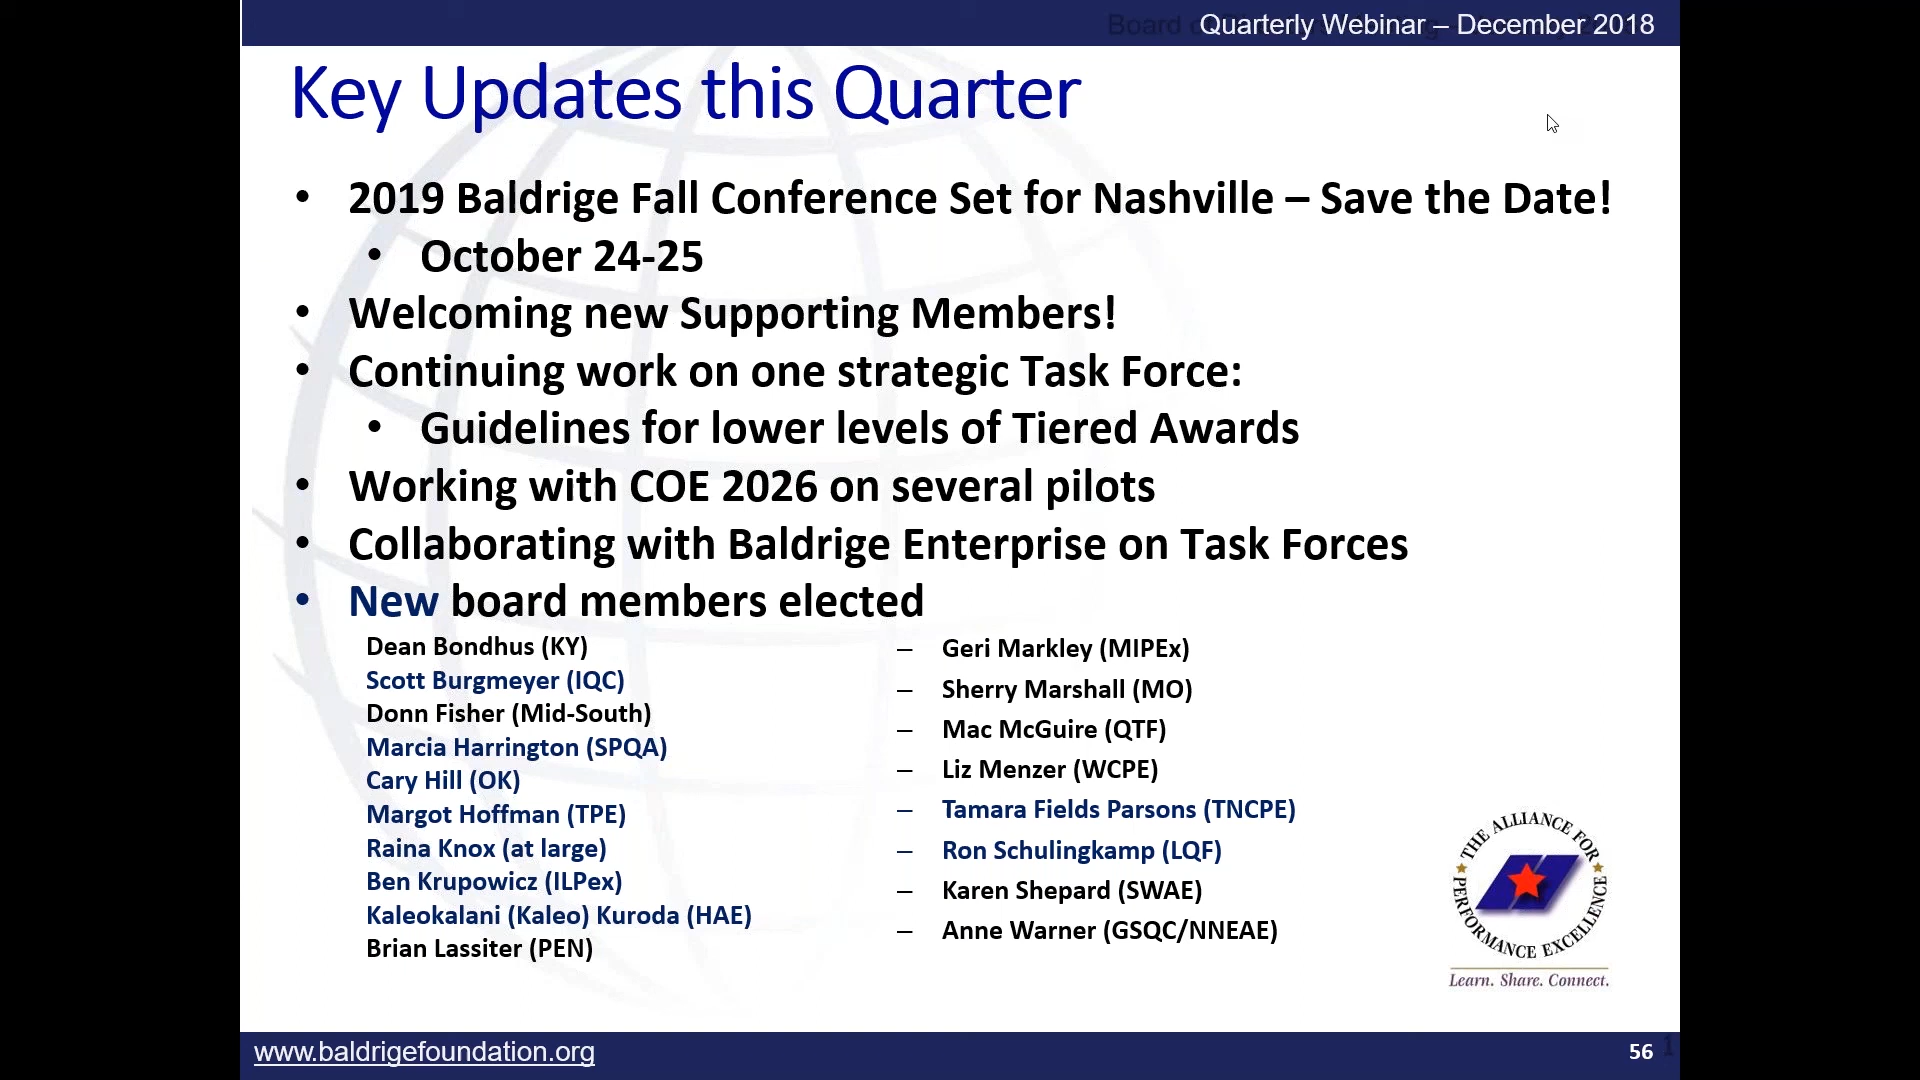 Quarterly Webinar – December 2018
Key Updates this Quarter
• 2019 Baldrige Fall Conference Set for Nashville – Save the Date!
• October 24-25
• Welcoming new Supporting Members!
• Continuing work on one strategic Task Force:
• Guidelines for lower levels of Tiered Awards
• Working with COE 2026 on several pilots
• Collaborating with Baldrige Enterprise on Task Forces
• New board members elected
Dean Bondhus (KY)
Scott Burgmeyer (IQC)
Donn Fisher (Mid-South)
Marcia Harrington (SPQA)
Cary Hill (OK)
Margot Hoffman (TPE)
Raina Knox (at large)
Ben Krupowicz (ILPex)
Kaleokalani (Kaleo) Kuroda (HAE)
Brian Lassiter (PEN)
– Geri Markley (MIPEx)
– Sherry Marshall (MO)
– Mac McGuire (QTF)
– Liz Menzer (WCPE)
– Tamara Fields Parsons (TNCPE)
– Ron Schulingkamp (LQF)
– Karen Shepard (SWAE)
– Anne Warner (GSQC/NNEAE)
THE ALLIANCE FOR
PERFORMANCE EXCELLENCE
Learn. Share. Connect.
www.baldrigefoundation.org
56